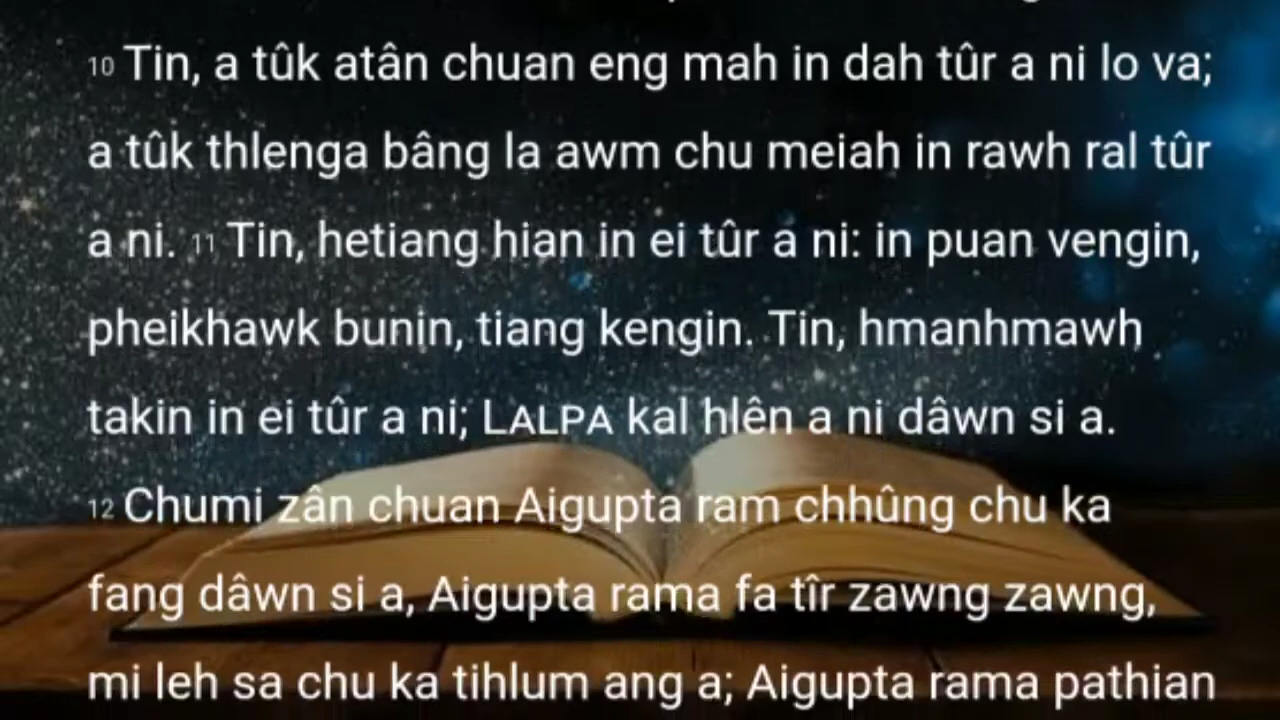 10 Tin, a tûk atân chuan eng mah in dah tûr a ni lo va;
a tûk thlenga bâng la awm chu meiah in rawh ral tûr
a ni. 11 Tin, hetiang hian in ei tûr a ni: in puan vengin,
pheikhawk bunin, tiang kengin. Tin, hmanhmawh
takin in ei tûr a ni; LALPA kal hlên a ni dâwn si a.
12 Chumi zân chuan Aigupta ram chhûng chu ka
fang dâwn si a, Aigupta rama fa tîr zawng zawng,
mi leh sa chu ka tihlum ang a; Aigupta rama pathian